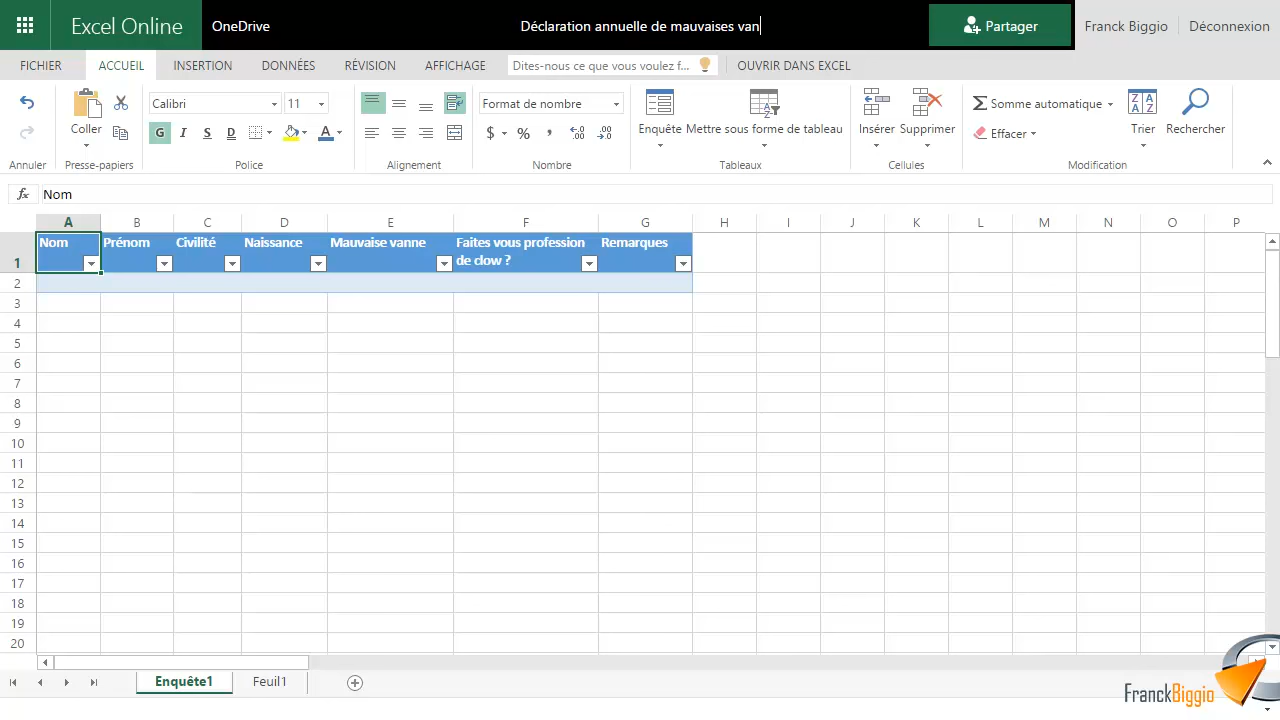 Excel Online
OneDrive
Déclaration annuelle de mauvaises van
Partager
Franck Biggio
Déconnexion
FICHIER
ACCUEIL
INSERTION
DONNÉES
RÉVISION
AFFICHAGE
Dites-nous ce que vous voulez f...
OUVRIR DANS EXCEL
Coller
Calibri
11
G
I
S
D
A
Format de nombre
$
%
Enquête
Mettre sous forme de tableau
Insérer
Supprimer
Somme automatique
Effacer
Trier
Rechercher
Annuler
Presse-papiers
Police
Alignement
Nombre
Tableaux
Cellules
Modification
fx
Nom
A B C D E F G H I J K L M N O P
1
Nom
Prénom
Civilité
Naissance
Mauvaise vanne
Faites vous profession
de clow ?
Remarques
2
3
4
5
6
7
8
9
10
11
12
13
14
15
16
17
18
19
20
Enquête1
Feuil1
FranckBiggio